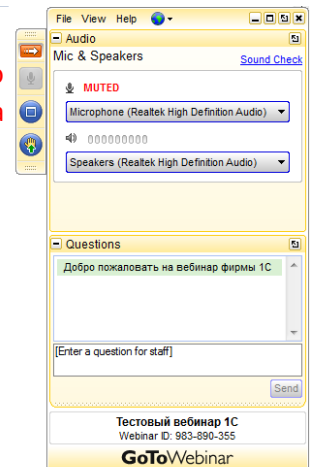 File View Help
Audio
Mic & Speakers
Sound Check
MUTED
Microphone (Realtek High Definition Audio)
Speakers (Realtek High Definition Audio)
Questions
Добро пожаловать на вебинар фирмы 1С
[Enter a question for staff]
Send
Тестовый вебинар 1С
Webinar ID: 983-890-355
GoToWebinar